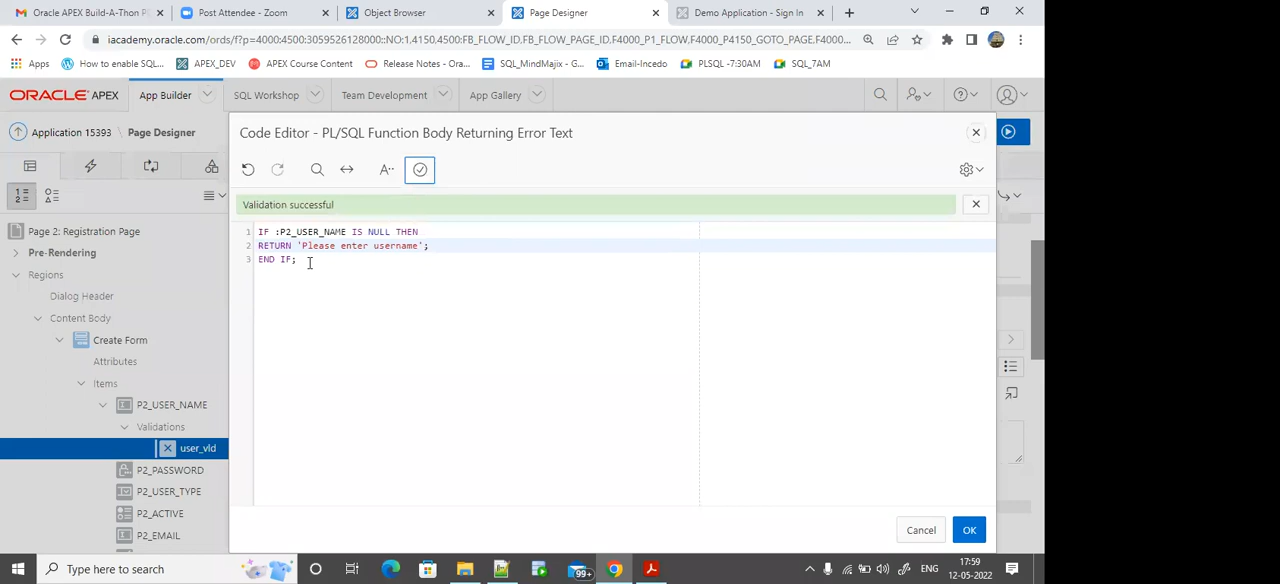 Oracle APEX Build-A-Thon P
Post Attendee - Zoom
Object Browser
Page Designer
Demo Application - Sign In
iacademy.oracle.com/ords/f?p=4000:4500:3059526128000::NO:1,4150,4500:FB_FLOW_ID,FB_FLOW_PAGE_ID,F4000_P1_FLOW,F4000_P4150_GOTO_PAGE,F4000...
Apps
How to enable SQL...
APEX_DEV
APEX Course Content
Release Notes - Ora...
SQL_MindMajix - G...
Email-Incedo
PLSQL -7:30AM
SQL_7AM
ORACLE APEX
App Builder
SQL Workshop
Team Development
App Gallery
Application 15393
Page Designer
Code Editor - PL/SQL Function Body Returning Error Text
Validation successful
1 IF :P2_USER_NAME IS NULL THEN
2 RETURN 'Please enter username';
3 END IF;
Page 2: Registration Page
Pre-Rendering
Regions
Dialog Header
Content Body
Create Form
Attributes
Items
P2_USER_NAME
Validations
user_vld
P2_PASSWORD
P2_USER_TYPE
P2_ACTIVE
P2_EMAIL
Cancel
OK
Type here to search
99+
ENG
17:59
12-05-2022